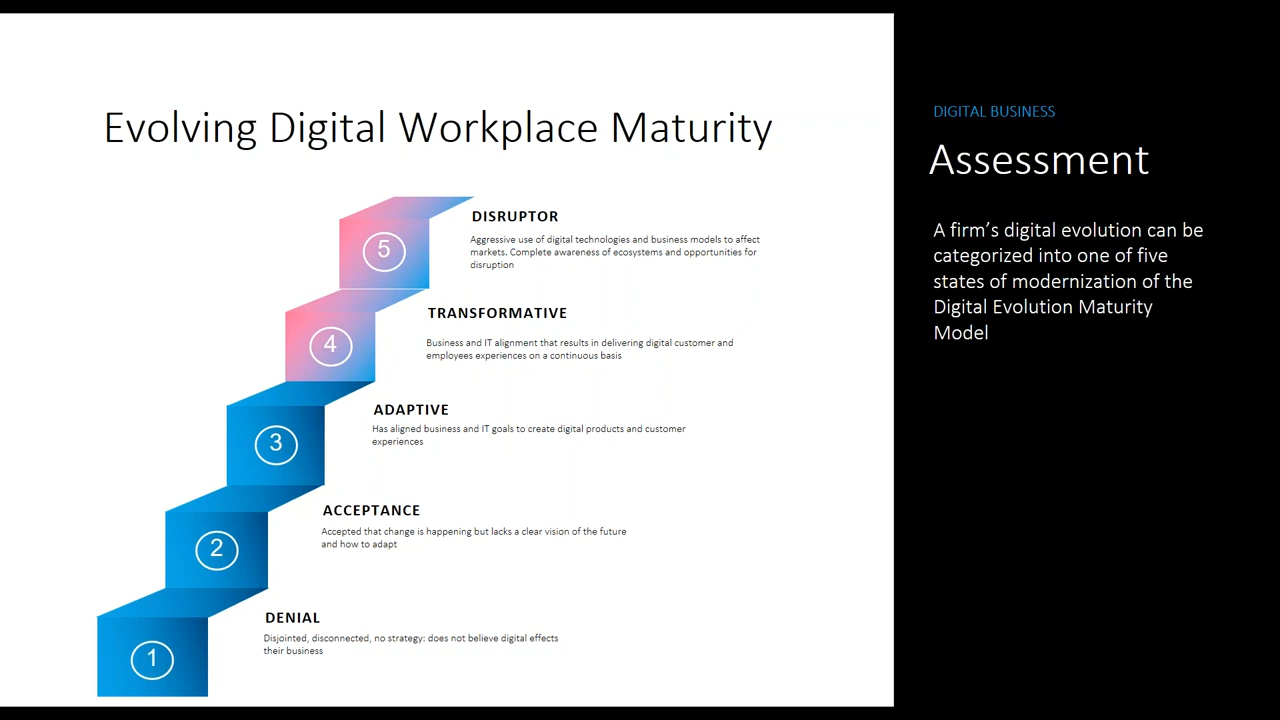 Evolving Digital Workplace Maturity
5
DISRUPTOR
Aggressive use of digital technologies and business models to affect
markets. Complete awareness of ecosystems and opportunities for
disruption
4
TRANSFORMATIVE
Business and IT alignment that results in delivering digital customer and
employees experiences on a continuous basis
3
ADAPTIVE
Has aligned business and IT goals to create digital products and customer
experiences
2
ACCEPTANCE
Accepted that change is happening but lacks a clear vision of the future
and how to adapt
1
DENIAL
Disjointed, disconnected, no strategy: does not believe digital effects
their business
DIGITAL BUSINESS
Assessment
A firm's digital evolution can be
categorized into one of five
states of modernization of the
Digital Evolution Maturity
Model